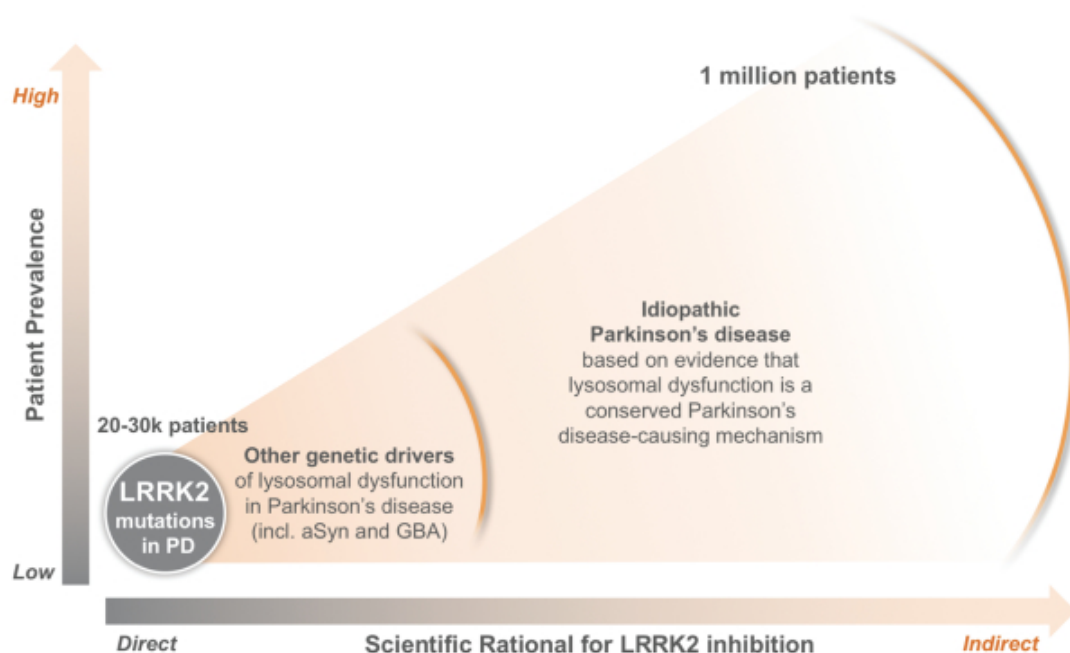 1 million patients
High
Patient Prevalence
Idiopathic
Parkinson's disease
based on evidence that
lysosomal dysfunction is a
conserved Parkinson's
disease-causing mechanism
20-30k patients
Other genetic drivers
of lysosomal dysfunction
in Parkinson's disease
(incl. aSyn and GBA)
LRRK2
mutations
in PD
Low
Direct
Scientific Rational for LRRK2 inhibition
Indirect